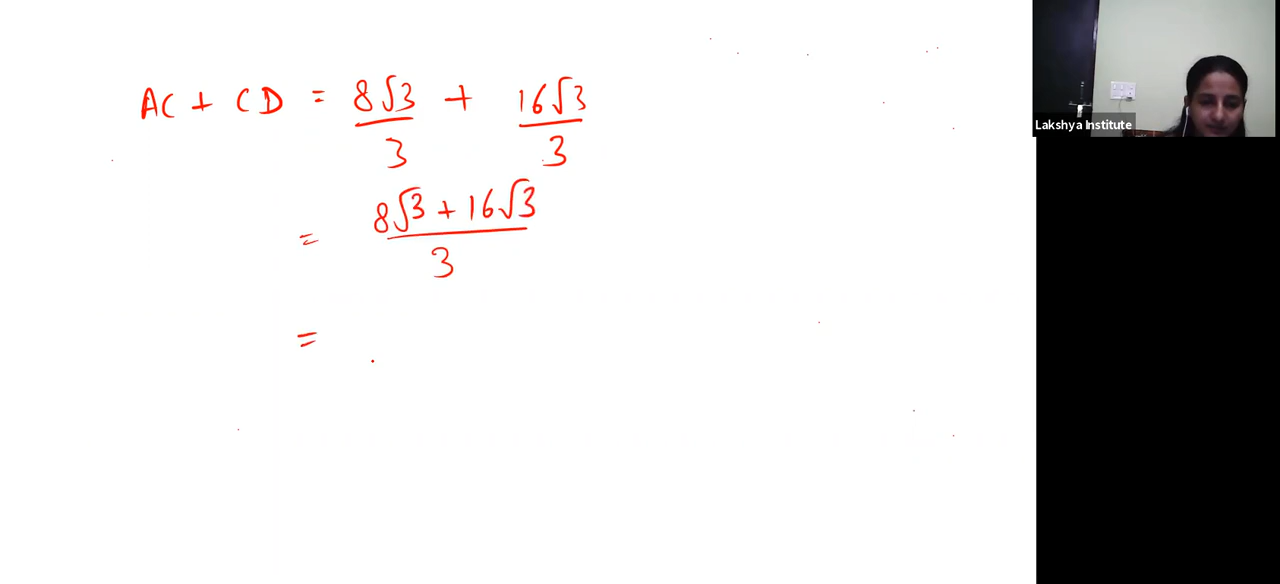 AC + CD = 8√3/3 + 16√3/3
= 8√3 + 16√3/3
=
Lakshya Institute